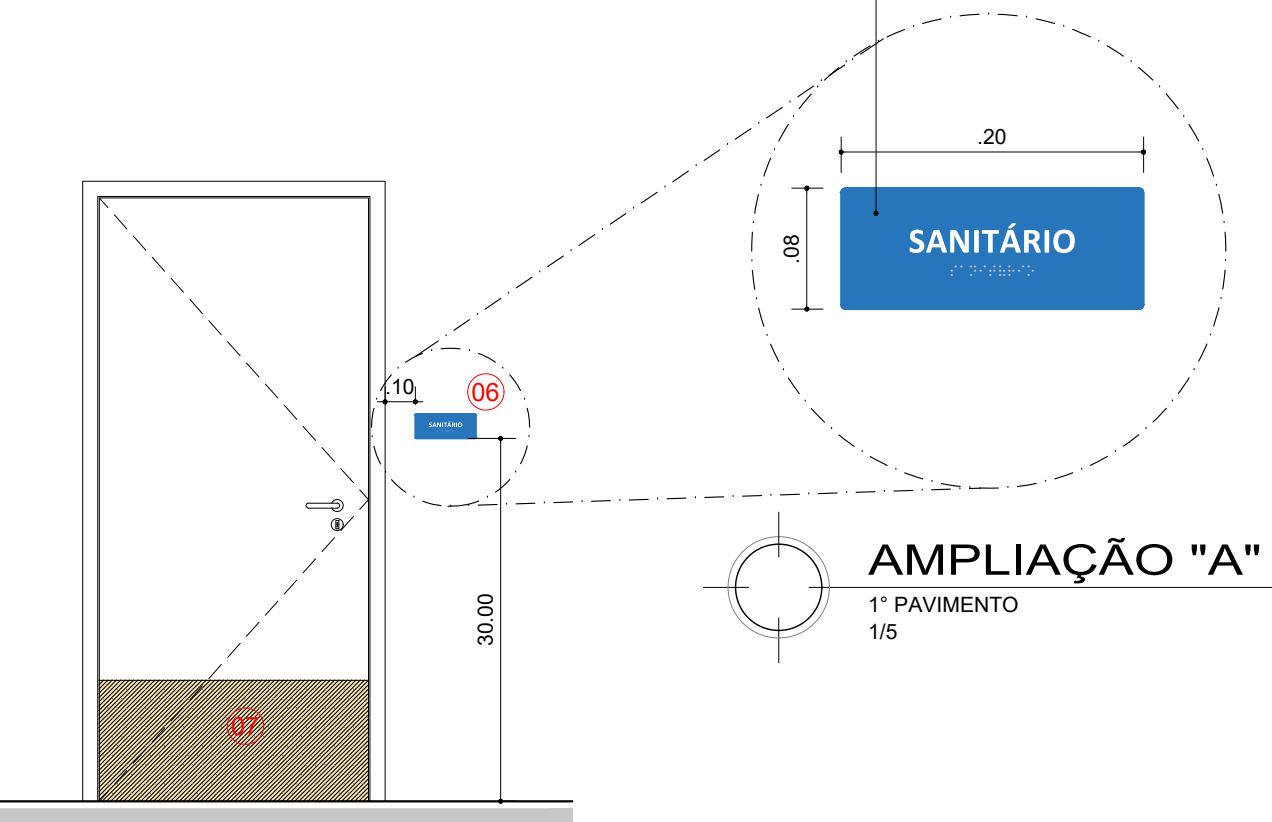 .20
.08
SANITÁRIO
.10
06
SANITÁRIO
30.00
07
AMPLIAÇÃO "A"
1° PAVIMENTO
1/5